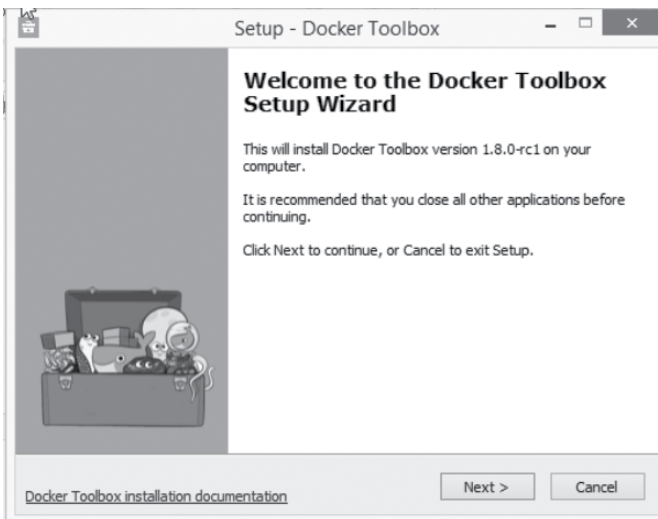 Setup - Docker Toolbox
Welcome to the Docker Toolbox
Setup Wizard
This will install Docker Toolbox version 1.8.0-rc1 on your
computer.
It is recommended that you close all other applications before
continuing.
Click Next to continue, or Cancel to exit Setup.
Docker Toolbox installation documentation
Next >
Cancel